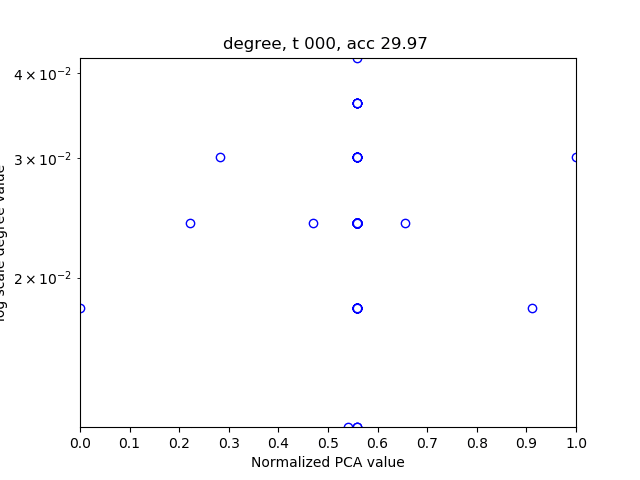 degree, t 000, acc 29.97
4 × 10⁻²
3 × 10⁻²
2 × 10⁻²
log scale degree value
0.0 0.1 0.2 0.3 0.4 0.5 0.6 0.7 0.8 0.9 1.0
Normalized PCA value